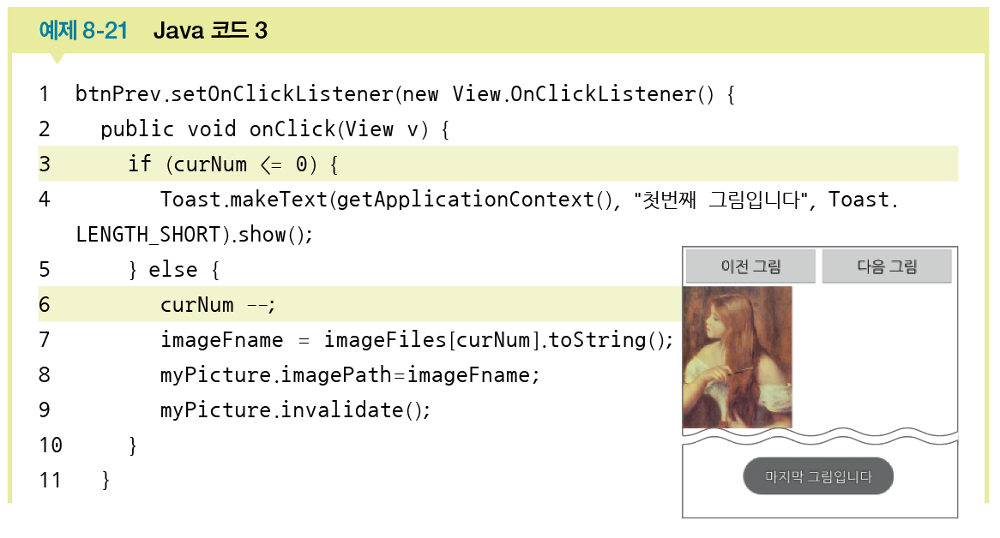 예제 8-21 Java 코드 3
1 btnPrev.setOnClickListener(new View.OnClickListener() {
2 public void onClick(View v) {
3 if (curNum <= 0) {
4 Toast.makeText(getApplicationContext(), "첫번째 그림입니다", Toast.
LENGTH_SHORT).show();
5 } else {
6 curNum --;
7 imageFname = imageFiles[curNum].toString();
8 myPicture.imagePath=imageFname;
9 myPicture.invalidate();
10 }
11 }
이전 그림 다음 그림
마지막 그림입니다